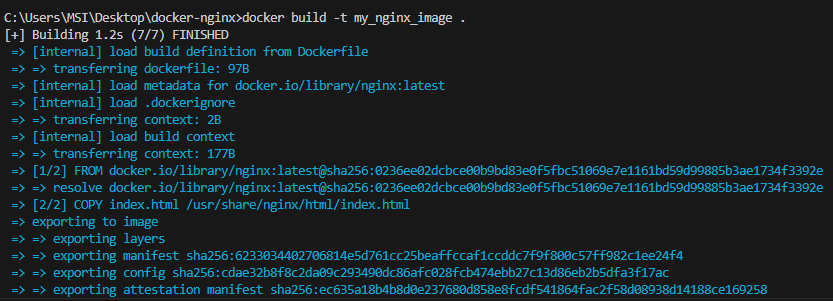 C:\Users\MSI\Desktop\docker-nginx>docker build -t my_nginx_image .
[+] Building 1.2s (7/7) FINISHED
=> [internal] load build definition from Dockerfile
=> => transferring dockerfile: 97B
=> [internal] load metadata for docker.io/library/nginx:latest
=> [internal] load .dockerignore
=> => transferring context: 2B
=> [internal] load build context
=> => transferring context: 177B
=> [1/2] FROM docker.io/library/nginx:latest@sha256:0236ee02dcbce00b9bd83e0f5fbc51069e7e1161bd59d99885b3ae1734f3392e
=> => resolve docker.io/library/nginx:latest@sha256:0236ee02dcbce00b9bd83e0f5fbc51069e7e1161bd59d99885b3ae1734f3392e
=> [2/2] COPY index.html /usr/share/nginx/html/index.html
=> exporting to image
=> => exporting layers
=> => exporting manifest sha256:6233034402706814e5d761cc25beaffccaf1ccddc7f9f800c57ff982c1ee24f4
=> => exporting config sha256:cdae32b8f8c2da09c293490dc86afc028fcb474ebb27c13d86eb2b5dfa3f17ac
=> => exporting attestation manifest sha256:ec635a18b4b8d0e237680d858e8fcdf541864fac2f58d08938d14188ce169258